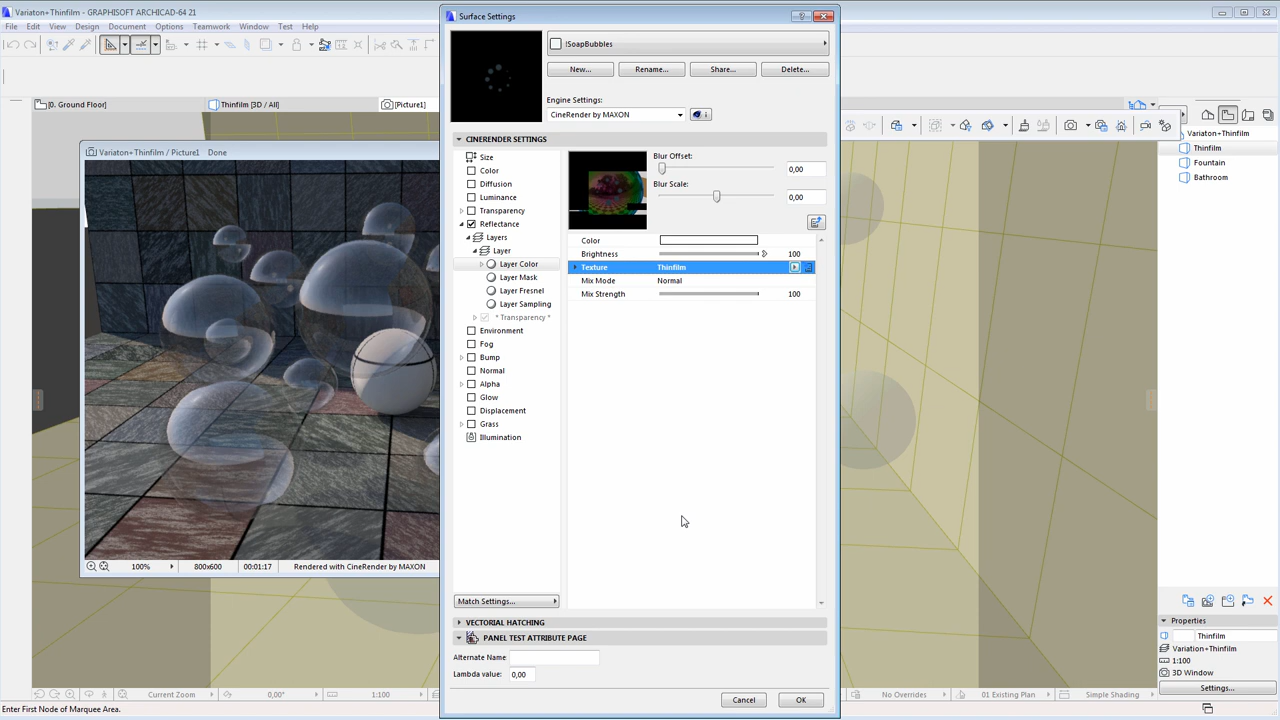 GRAPHISOFT ARCHICAD-64 21
Variaton+Thinfilm - GRAPHISOFT ARCHICAD-64 21
File Edit View Design Document Options Teamwork Window Test Help
[0. Ground Floor]
Thinfilm [3D / All]
[Picture1]
Variaton+Thinfilm / Picture1 Done
100%
800x600
00:01:17
Rendered with CineRender by MAXON
Current Zoom
0,00°
1:100
Enter First Node of Marquee Area.
Surface Settings
!SoapBubbles
New...
Rename...
Share...
Delete...
Engine Settings:
CineRender by MAXON
CINERENDER SETTINGS
Size
Color
Diffusion
Luminance
Transparency
Reflectance
Layers
Layer
Layer Color
Layer Mask
Layer Fresnel
Layer Sampling
* Transparency *
Environment
Fog
Bump
Normal
Alpha
Glow
Displacement
Grass
Illumination
Match Settings...
Blur Offset:
0,00
Blur Scale:
0,00
Color
Brightness 100
Texture Thinfilm
Mix Mode Normal
Mix Strength 100
VECTORIAL HATCHING
PANEL TEST ATTRIBUTE PAGE
Alternate Name
Lambda value: 0,00
Cancel
OK
Variaton+Thinfilm
Thinfilm
Fountain
Bathroom
Properties
Thinfilm
Variation+Thinfilm
1:100
3D Window
Settings...
No Overrides
01 Existing Plan
Simple Shading